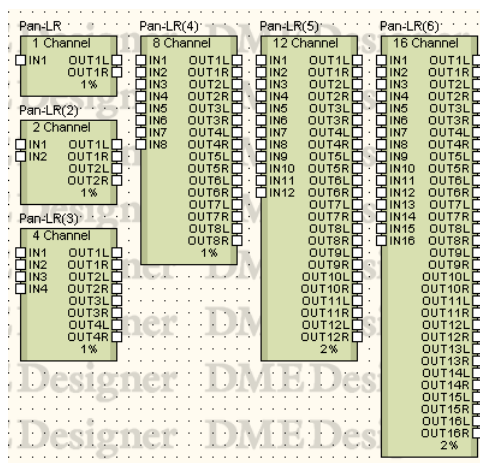 Pan-LR
1 Channel
IN1 OUT1L
OUT1R
1%
Pan-LR(2)
2 Channel
IN1 OUT1L
IN2 OUT1R
OUT2L
OUT2R
1%
Pan-LR(3)
4 Channel
IN1 OUT1L
IN2 OUT1R
IN3 OUT2L
IN4 OUT2R
OUT3L
OUT3R
OUT4L
OUT4R
1%
Pan-LR(4)
8 Channel
IN1 OUT1L
IN2 OUT1R
IN3 OUT2L
IN4 OUT2R
IN5 OUT3L
IN6 OUT3R
IN7 OUT4L
IN8 OUT4R
OUT5L
OUT5R
OUT6L
OUT6R
OUT7L
OUT7R
OUT8L
OUT8R
1%
Pan-LR(5)
12 Channel
IN1 OUT1L
IN2 OUT1R
IN3 OUT2L
IN4 OUT2R
IN5 OUT3L
IN6 OUT3R
IN7 OUT4L
IN8 OUT4R
IN9 OUT5L
IN10 OUT5R
IN11 OUT6L
IN12 OUT6R
OUT7L
OUT7R
OUT8L
OUT8R
OUT9L
OUT9R
OUT10L
OUT10R
OUT11L
OUT11R
OUT12L
OUT12R
2%
Pan-LR(6)
16 Channel
IN1 OUT1L
IN2 OUT1R
IN3 OUT2L
IN4 OUT2R
IN5 OUT3L
IN6 OUT3R
IN7 OUT4L
IN8 OUT4R
IN9 OUT5L
IN10 OUT5R
IN11 OUT6L
IN12 OUT6R
IN13 OUT7L
IN14 OUT7R
IN15 OUT8L
IN16 OUT8R
OUT9L
OUT9R
OUT10L
OUT10R
OUT11L
OUT11R
OUT12L
OUT12R
OUT13L
OUT13R
OUT14L
OUT14R
OUT15L
OUT15R
OUT16L
OUT16R
2%
Designer DME Des
Designer DME Des